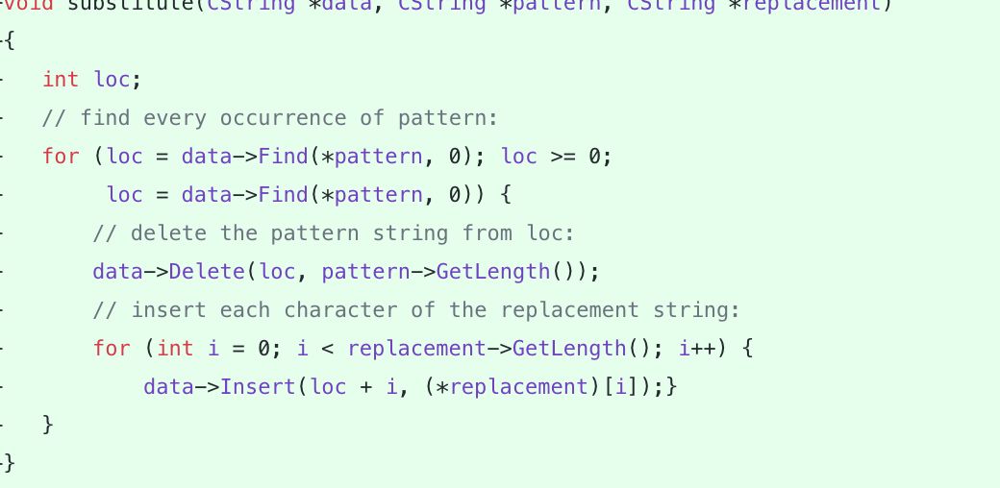 void substitute(CString *data, CString *pattern, CString *replacement)
+{
+   int loc;
+   // find every occurrence of pattern:
+   for (loc = data->Find(*pattern, 0); loc >= 0;
+        loc = data->Find(*pattern, 0)) {
+       // delete the pattern string from loc:
+       data->Delete(loc, pattern->GetLength());
+       // insert each character of the replacement string:
+       for (int i = 0; i < replacement->GetLength(); i++) {
+           data->Insert(loc + i, (*replacement)[i]);}
+   }
+}